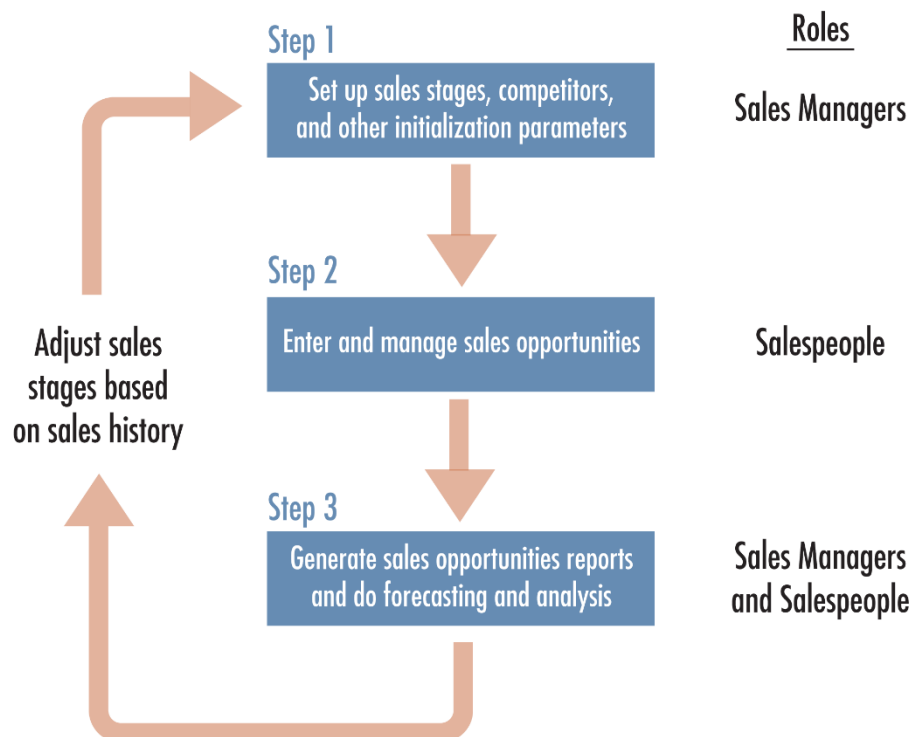 Roles
Step 1
Set up sales stages, competitors,
and other initialization parameters
Sales Managers
Step 2
Enter and manage sales opportunities
Salespeople
Adjust sales
stages based
on sales history
Step 3
Generate sales opportunities reports
and do forecasting and analysis
Sales Managers
and Salespeople